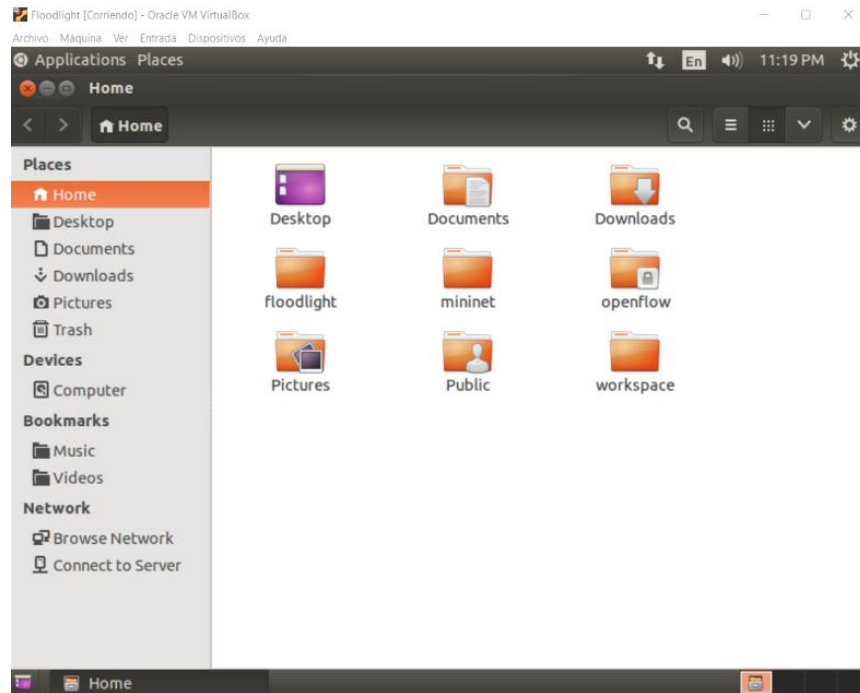 Floodlight [Corriendo] - Oracle VM VirtualBox
Archivo Máquina Ver Entrada Dispositivos Ayuda
Applications Places En 11:19 PM
Home
Home
Places
Home
Desktop
Documents
Downloads
Pictures
Trash
Devices
Computer
Bookmarks
Music
Videos
Network
Browse Network
Connect to Server
Desktop Documents Downloads
floodlight mininet openflow
Pictures Public workspace
Home